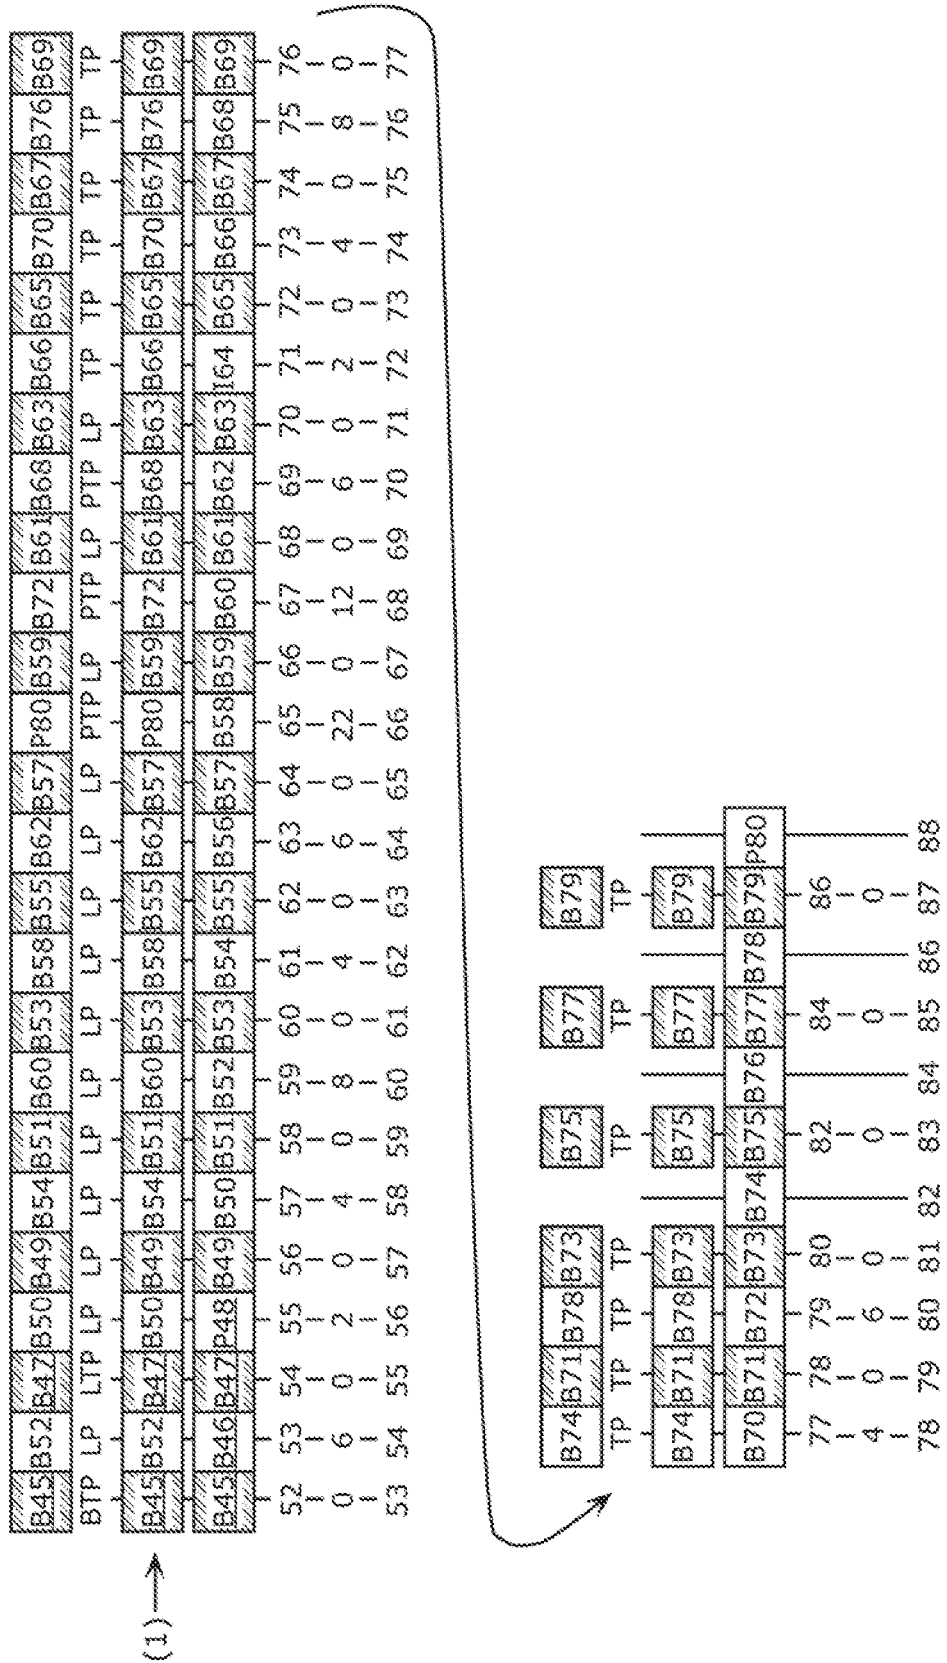 B45 B52 B47 B50 B49 B54 B51 B60 B53 B58 B55 B62 B57 P80 B59 B72 B61 B68 B63 B66 B65 B70 B67 B76 B69
BTP LP LTP LP LP LP LP LP LP LP LP LP LP PTP LP PTP LP PTP LP TP TP TP TP TP TP
(1) B45 B52 B47 B50 B49 B54 B51 B60 B53 B58 B55 B62 B57 P80 B59 B72 B61 B68 B63 B66 B65 B70 B67 B76 B69
B45 B46 B47 P48 B49 B50 B51 B52 B53 B54 B55 B56 B57 B58 B59 B60 B61 B62 B63 I64 B65 B66 B67 B68 B69
52 53 54 55 56 57 58 59 60 61 62 63 64 65 66 67 68 69 70 71 72 73 74 75 76
0 6 0 2 0 4 0 8 0 4 0 6 0 22 0 12 0 6 0 2 0 4 0 8 0
53 54 55 56 57 58 59 60 61 62 63 64 65 66 67 68 69 70 71 72 73 74 75 76 77
B74 B71 B78 B73 B75 B77 B79
TP TP TP TP TP TP TP
B74 B71 B78 B73 B75 B77 B79
B70 B71 B72 B73 B74 B75 B76 B77 B78 B79 P80
77 78 79 80 82 84 86
4 0 6 0 0 0 0
78 79 80 81 82 83 84 85 86 87 88